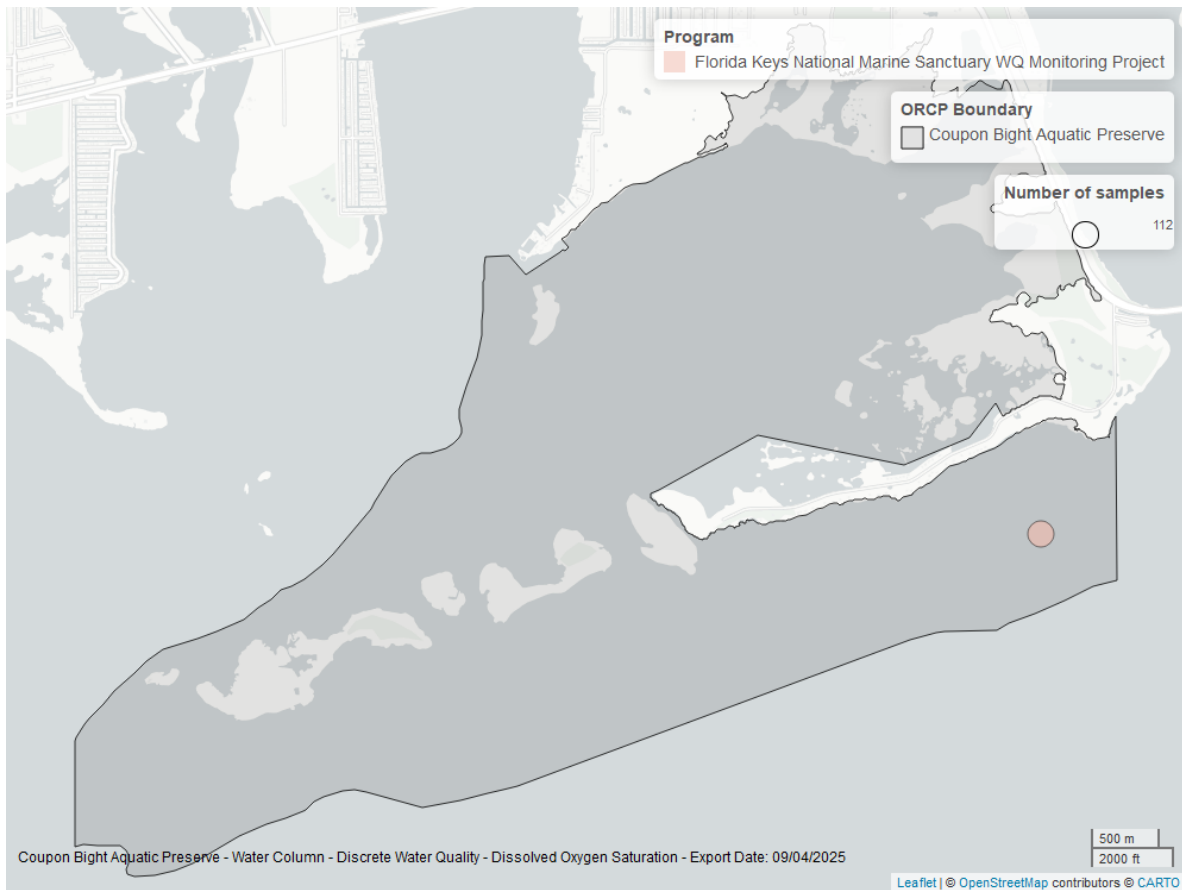 Program
Florida Keys National Marine Sanctuary WQ Monitoring Project
ORCP Boundary
Coupon Bight Aquatic Preserve
Number of samples
112
500 m
2000 ft
Coupon Bight Aquatic Preserve - Water Column - Discrete Water Quality - Dissolved Oxygen Saturation - Export Date: 09/04/2025
Leaflet | © OpenStreetMap contributors © CARTO